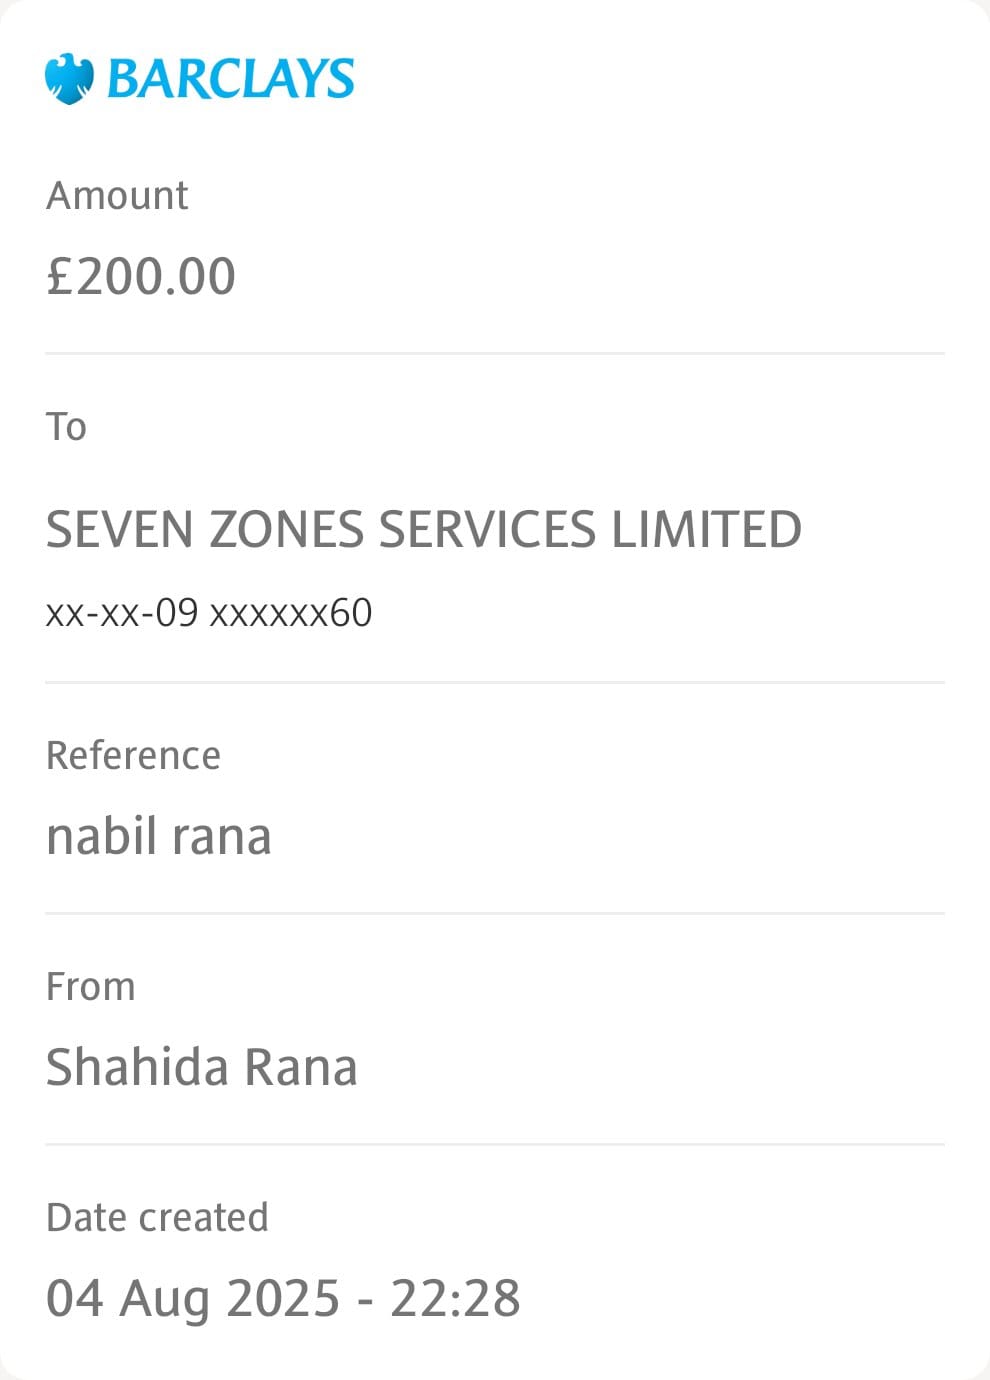 BARCLAYS
Amount
£200.00
To
SEVEN ZONES SERVICES LIMITED
xx-xx-09 xxxxxx60
Reference
nabil rana
From
Shahida Rana
Date created
04 Aug 2025 - 22:28